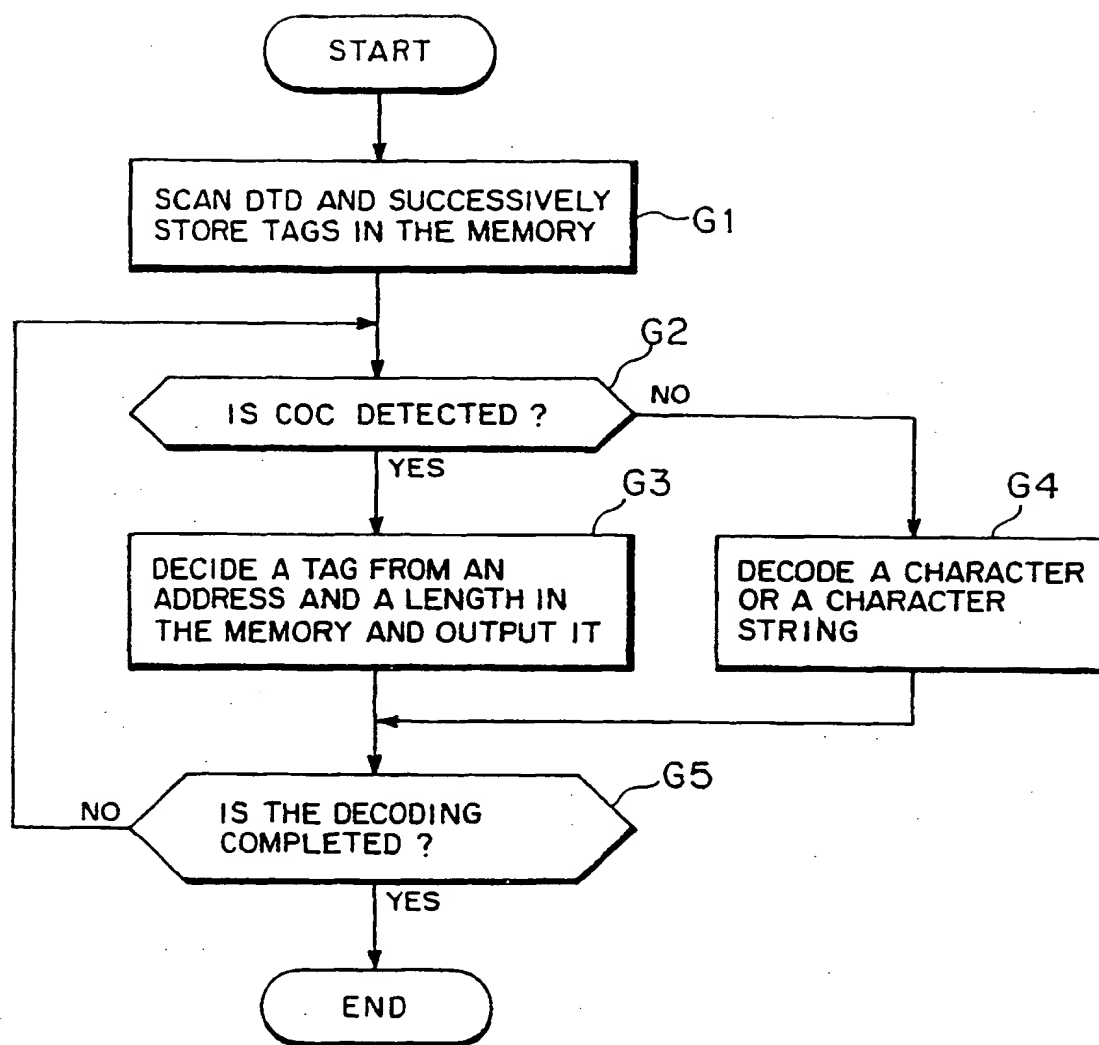 START
SCAN DTD AND SUCCESSIVELY
STORE TAGS IN THE MEMORY
G1
G2
IS COC DETECTED ?
NO
YES
G3
G4
DECIDE A TAG FROM AN
ADDRESS AND A LENGTH IN
THE MEMORY AND OUTPUT IT
DECODE A CHARACTER
OR A CHARACTER
STRING
G5
NO
IS THE DECODING
COMPLETED ?
YES
END